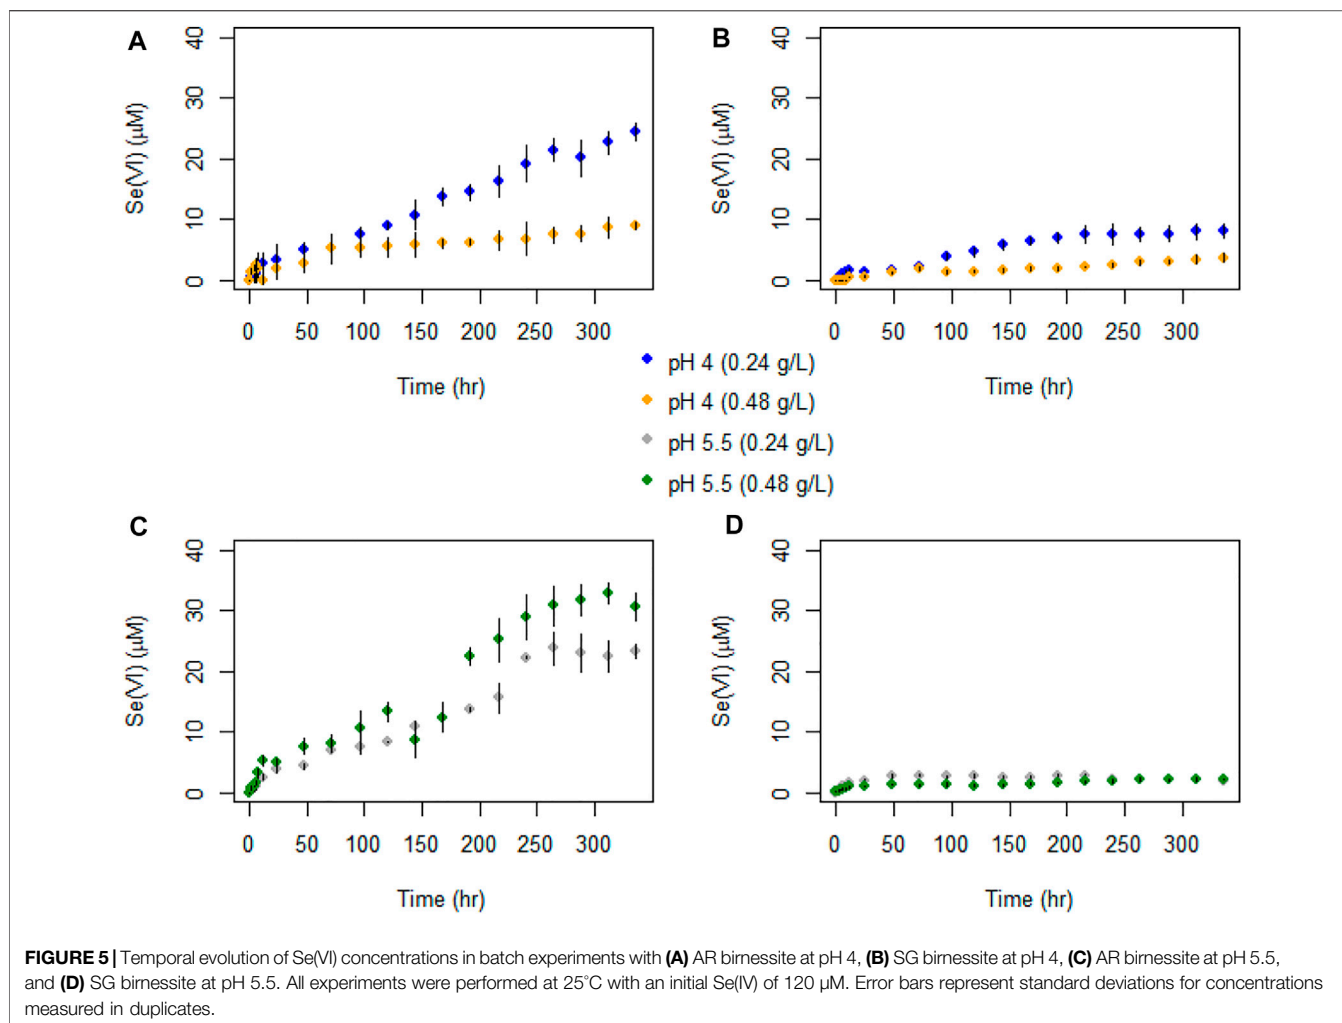 A
Se(VI) (µM)
40
30
20
10
0
0 50 100 150 200 250 300
Time (hr)
B
Se(VI) (µM)
40
30
20
10
0
0 50 100 150 200 250 300
Time (hr)
pH 4 (0.24 g/L)
pH 4 (0.48 g/L)
pH 5.5 (0.24 g/L)
pH 5.5 (0.48 g/L)
C
Se(VI) (µM)
40
30
20
10
0
0 50 100 150 200 250 300
Time (hr)
D
Se(VI) (µM)
40
30
20
10
0
0 50 100 150 200 250 300
Time (hr)
FIGURE 5 | Temporal evolution of Se(VI) concentrations in batch experiments with (A) AR birnessite at pH 4, (B) SG birnessite at pH 4, (C) AR birnessite at pH 5.5,
and (D) SG birnessite at pH 5.5. All experiments were performed at 25°C with an initial Se(IV) of 120 µM. Error bars represent standard deviations for concentrations
measured in duplicates.